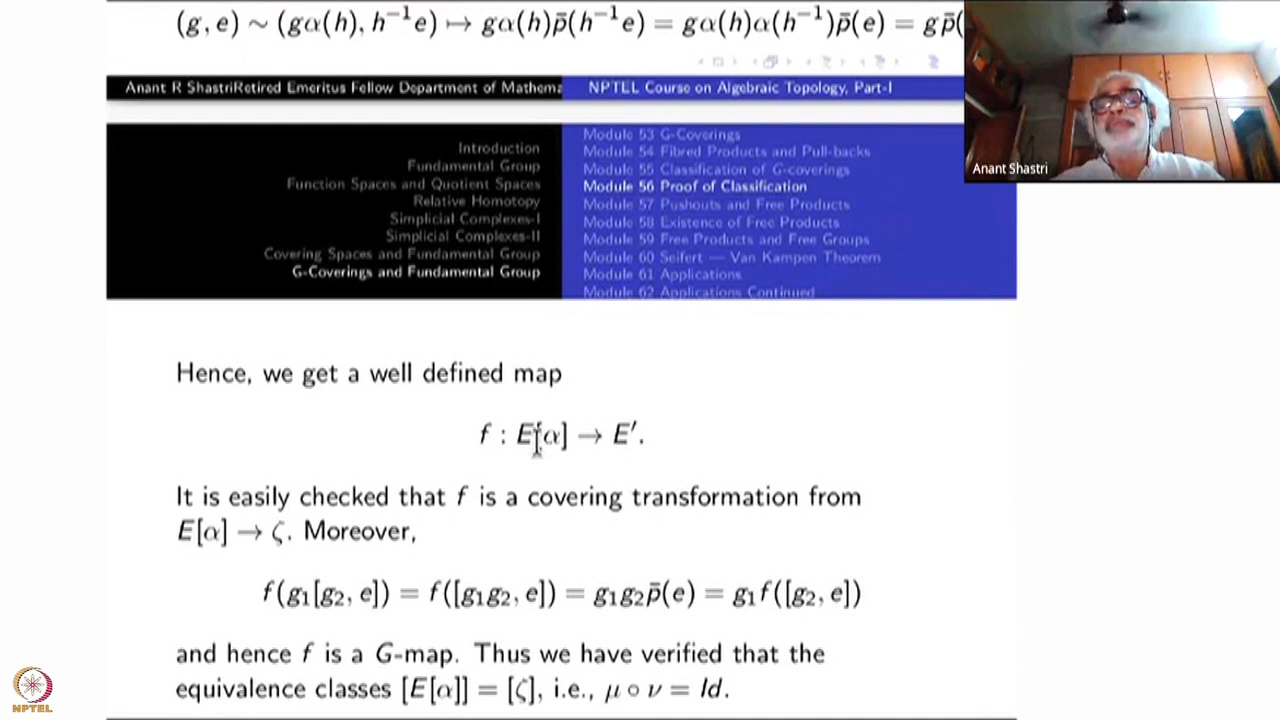 (g, e) ∼ (gα(h), h⁻¹e) ↦ gα(h)p̄(h⁻¹e) = gα(h)α(h⁻¹)p̄(e) = gp̄(
Anant R ShastriRetired Emeritus Fellow Department of Mathema
NPTEL Course on Algebraic Topology, Part-I
Introduction
Fundamental Group
Function Spaces and Quotient Spaces
Relative Homotopy
Simplicial Complexes-I
Simplicial Complexes-II
Covering Spaces and Fundamental Group
G-Coverings and Fundamental Group
Module 53 G-Coverings
Module 54 Fibred Products and Pull-backs
Module 55 Classification of G-coverings
Module 56 Proof of Classification
Module 57 Pushouts and Free Products
Module 58 Existence of Free Products
Module 59 Free Products and Free Groups
Module 60 Seifert — Van Kampen Theorem
Module 61 Applications
Module 62 Applications Continued
Anant Shastri
Hence, we get a well defined map
f : E[α] → E′.
It is easily checked that f is a covering transformation from
E[α] → ζ. Moreover,
f(g₁[g₂, e]) = f([g₁g₂, e]) = g₁g₂p̄(e) = g₁f([g₂, e])
and hence f is a G-map. Thus we have verified that the
equivalence classes [E[α]] = [ζ], i.e., μ ∘ ν = Id.
NPTEL